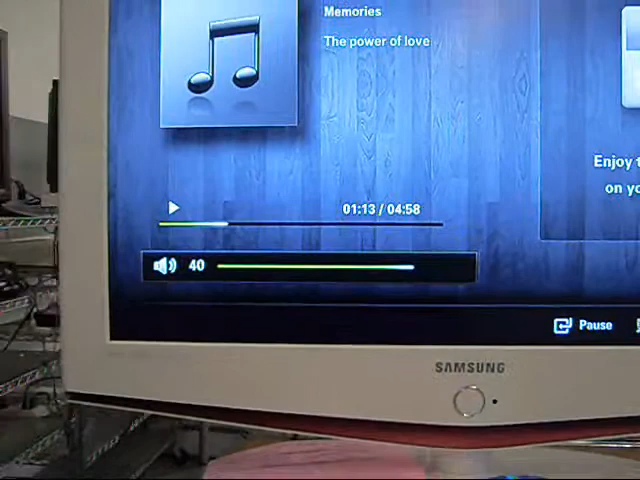 Memories
The power of love
Enjoy
on yo
01:13 / 04:58
40
Pause
SAMSUNG